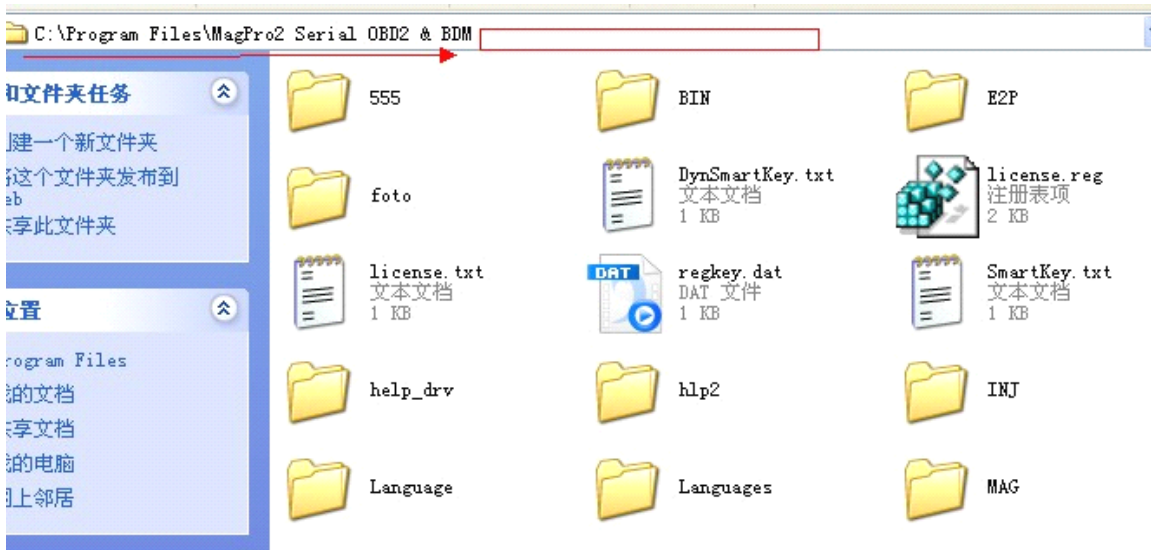 C:\Program Files\MagPro2 Serial OBD2 & BDM
和文件夹任务
建一个新文件夹
这个文件夹发布到
eb
享此文件夹
位置
rogram Files
的文档
享文档
的电脑
上邻居
555
BIN
E2P
foto
DynSmartKey.txt
文本文档
1 KB
license.reg
注册表项
2 KB
license.txt
文本文档
1 KB
DAT
regkey.dat
DAT 文件
1 KB
SmartKey.txt
文本文档
1 KB
help_drv
hlp2
INJ
Language
Languages
MAG